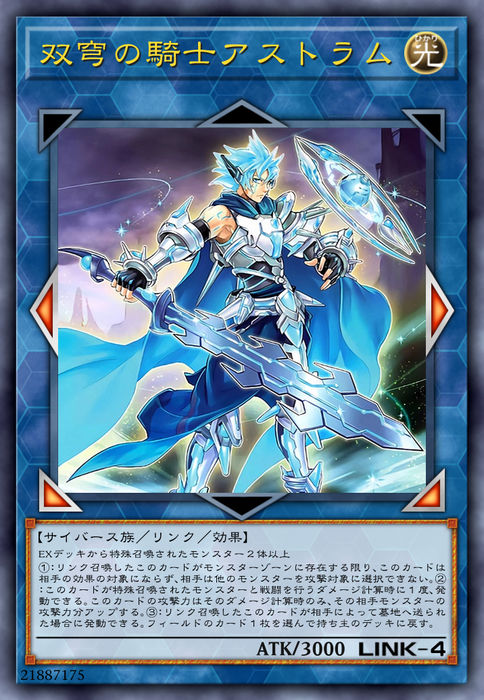 双穹の騎士アストラム
光
ひかり
【サイバース族／リンク／効果】
EXデッキから特殊召喚されたモンスター２体以上
①：リンク召喚したこのカードがモンスターゾーンに存在する限り、このカードは
相手の効果の対象にならず、相手は他のモンスターを攻撃対象に選択できない。②
：このカードが特殊召喚されたモンスターと戦闘を行うダメージ計算時に１度、発
動できる。このカードの攻撃力はそのダメージ計算時のみ、その相手モンスターの
攻撃力分アップする。③：リンク召喚したこのカードが相手によって墓地へ送られ
た場合に発動できる。フィールドのカード１枚を選んで持ち主のデッキに戻す。
ATK/3000 LINK-4
21887175